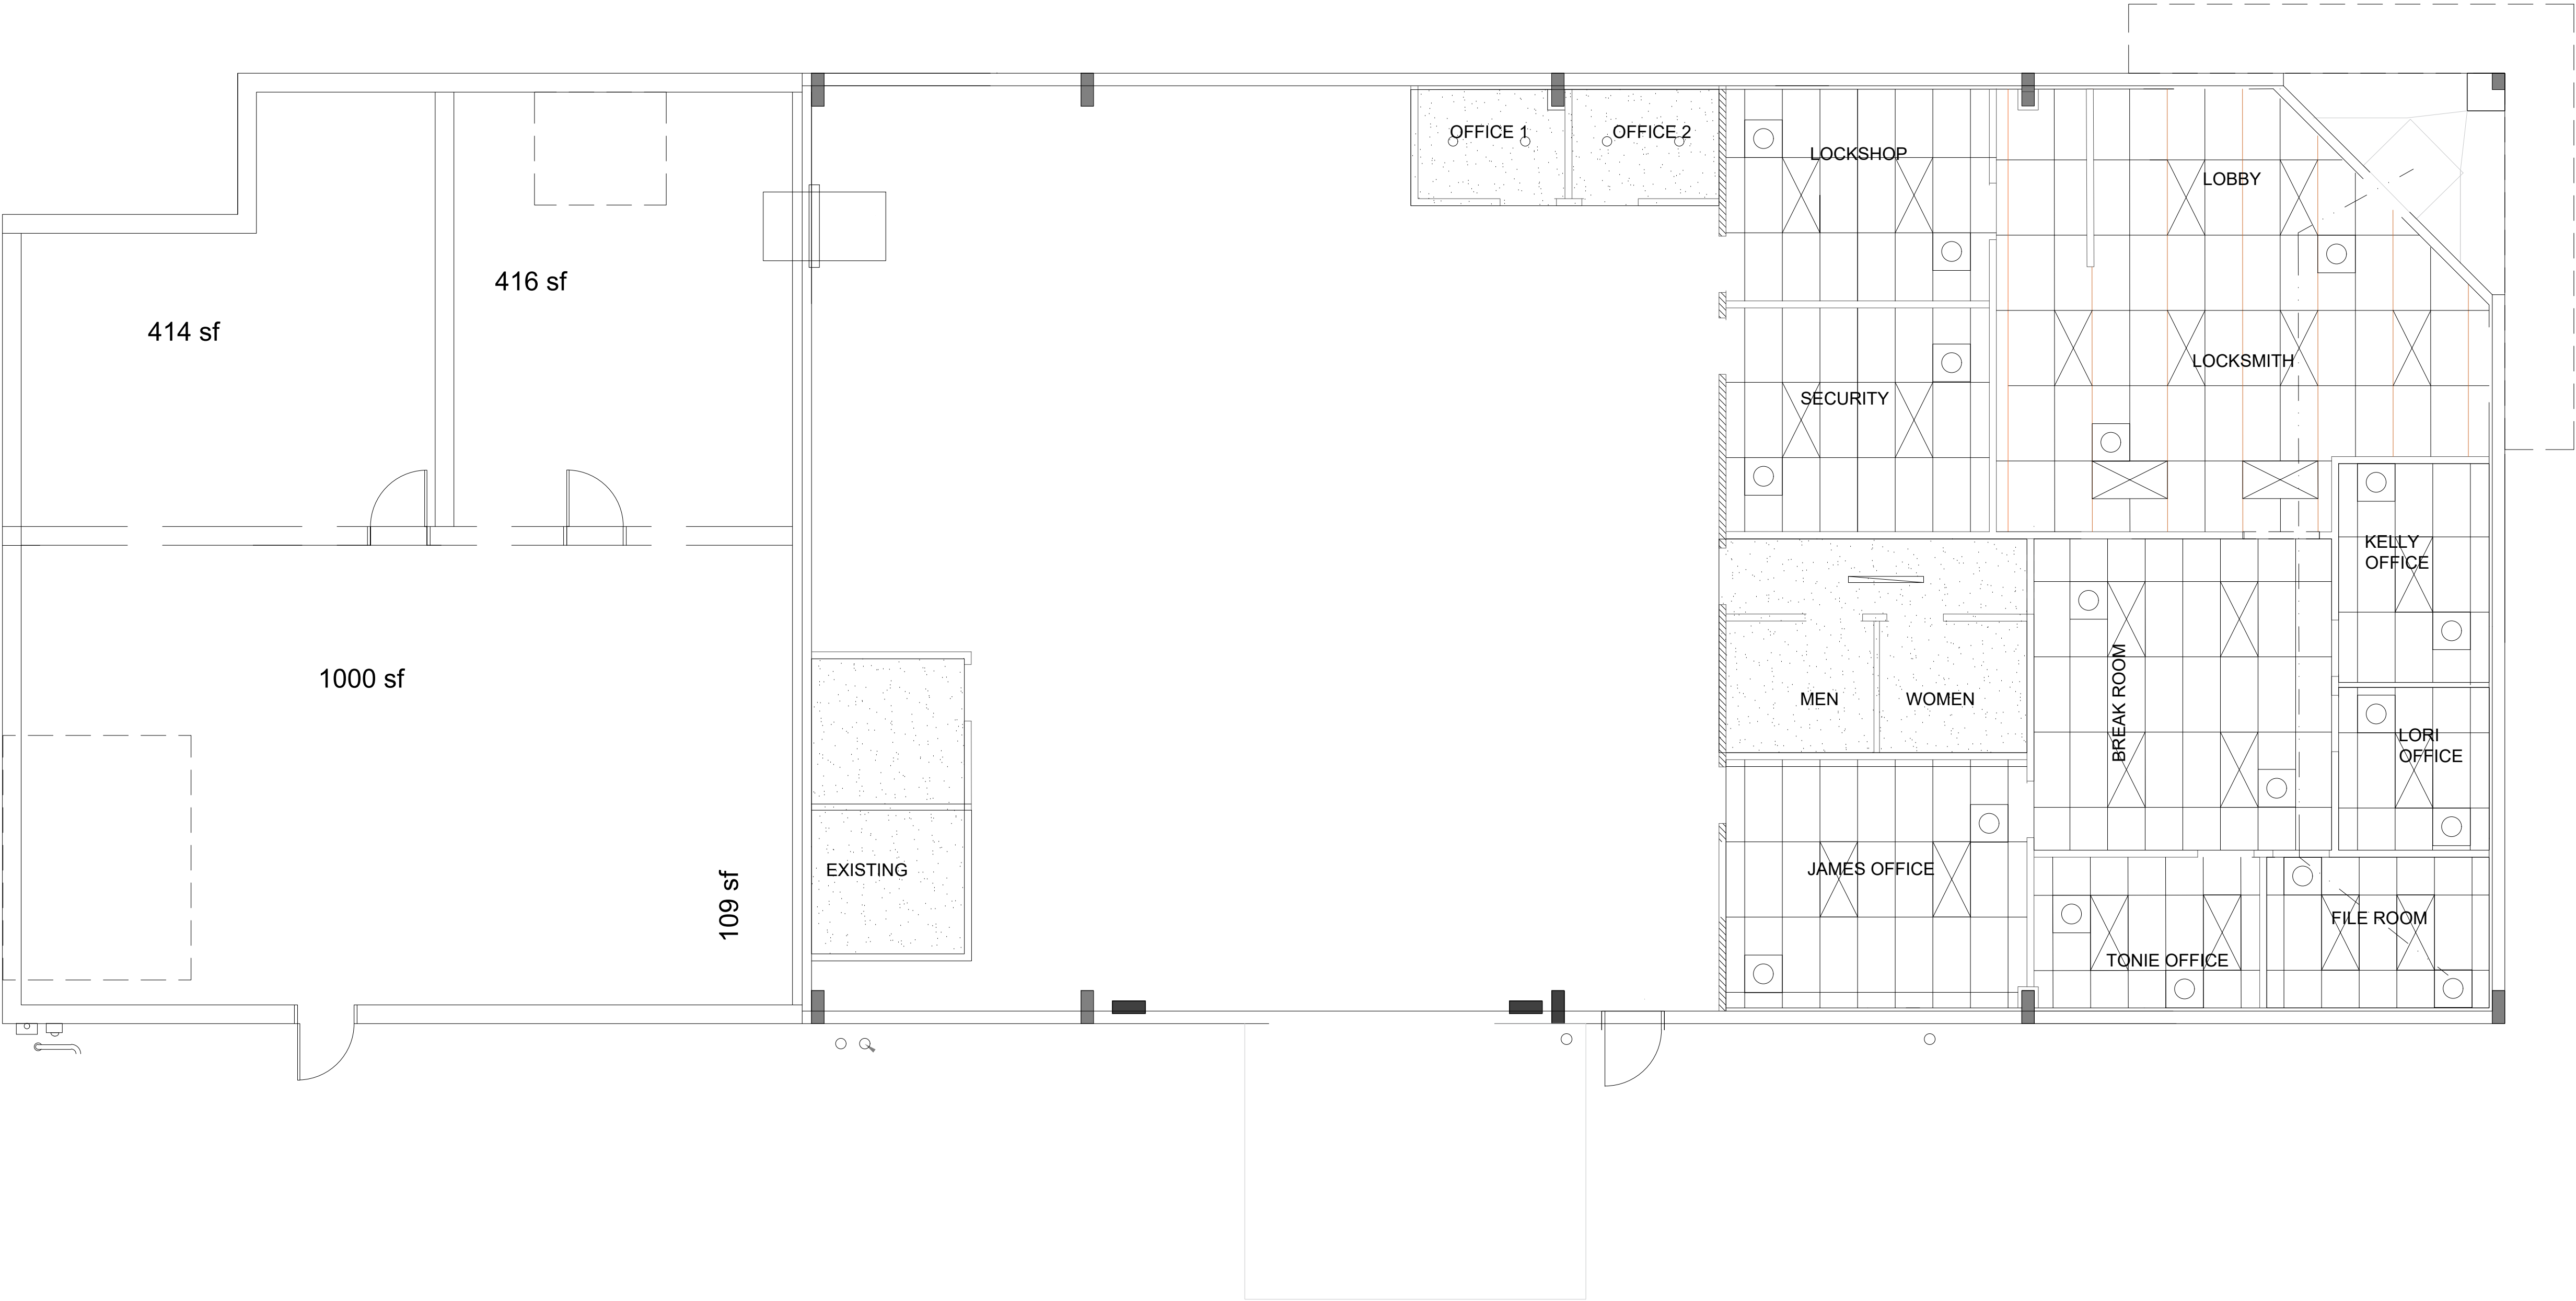 OFFICE 1
OFFICE 2
LOCKSHOP
LOBBY
416 sf
414 sf
LOCKSMITH
SECURITY
KELLY
OFFICE
1000 sf
MEN
WOMEN
BREAK ROOM
LORI
OFFICE
109 sf
EXISTING
JAMES OFFICE
FILE ROOM
TONIE OFFICE